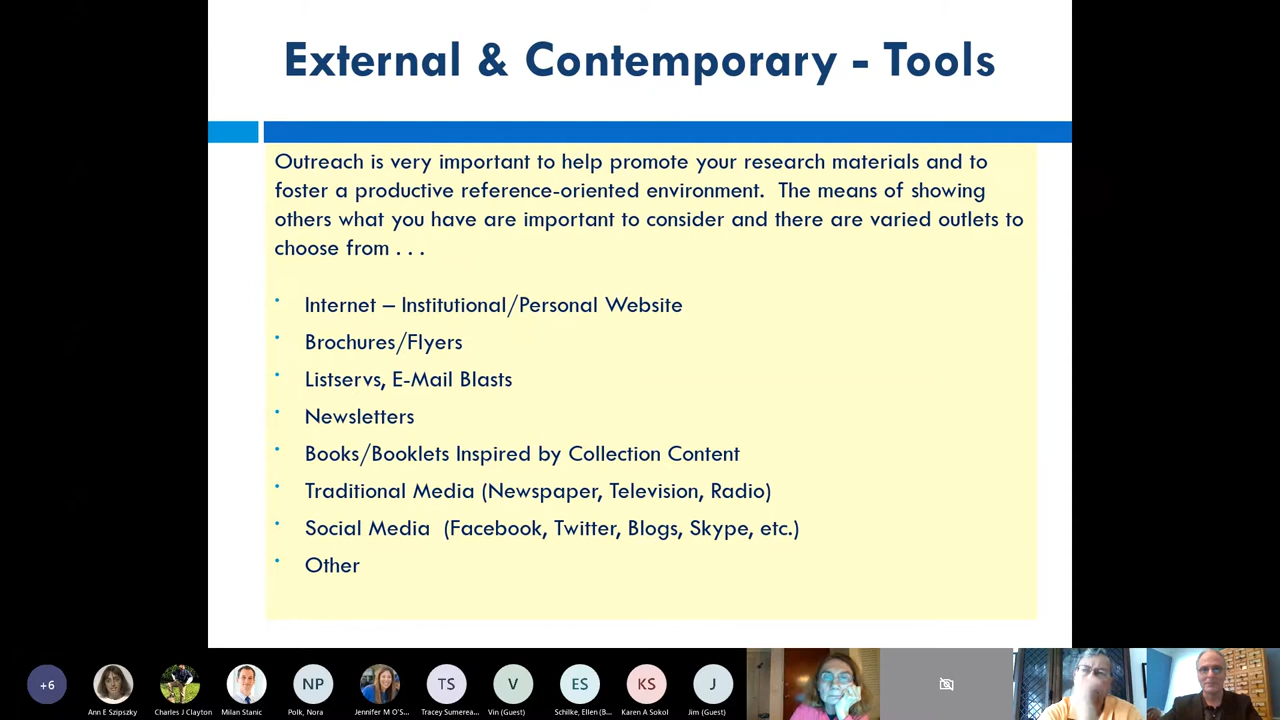 External & Contemporary - Tools
Outreach is very important to help promote your research materials and to
foster a productive reference-oriented environment.  The means of showing
others what you have are important to consider and there are varied outlets to
choose from . . .
Internet – Institutional/Personal Website
Brochures/Flyers
Listservs, E-Mail Blasts
Newsletters
Books/Booklets Inspired by Collection Content
Traditional Media (Newspaper, Television, Radio)
Social Media  (Facebook, Twitter, Blogs, Skype, etc.)
Other
+6
NP
TS
V
ES
KS
J
Ann E Szipszky
Charles J Clayton
Milan Stanic
Polk, Nora
Jennifer M O'S...
Tracey Sumerea...
Vin (Guest)
Schilke, Ellen (B...
Karen A Sokol
Jim (Guest)